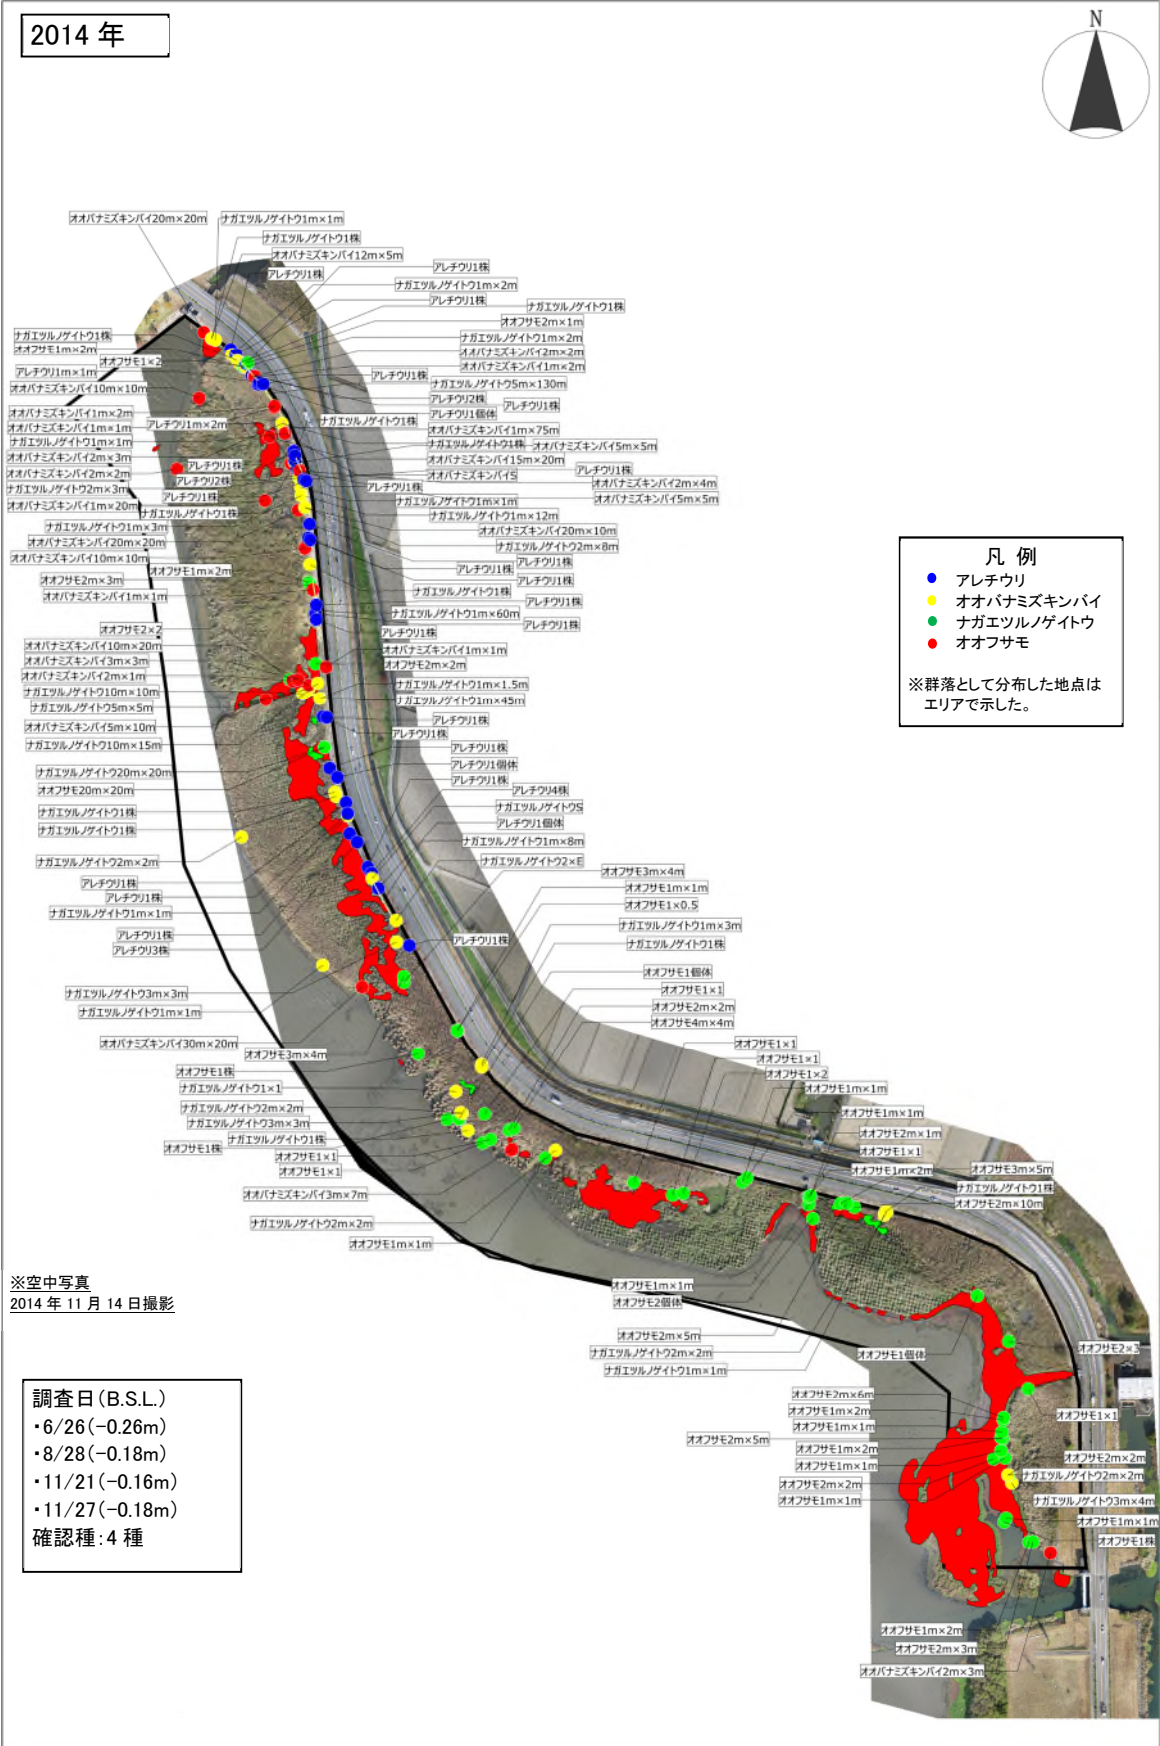 2014 年
N
オオバナミズキンバイ20m×20m
ナガエツルノゲイトウ1m×1m
ナガエツルノゲイトウ1株
オオバナミズキンバイ12m×5m
アレチウリ1株
アレチウリ1株
ナガエツルノゲイトウ1m×2m
アレチウリ1株
ナガエツルノゲイトウ1株
オオフサモ2m×1m
ナガエツルノゲイトウ1m×2m
オオバナミズキンバイ2m×2m
オオバナミズキンバイ1m×2m
アレチウリ1株
ナガエツルノゲイトウ5m×130m
アレチウリ2株
アレチウリ1株
アレチウリ1個体
ナガエツルノゲイトウ1株
オオバナミズキンバイ1m×75m
ナガエツルノゲイトウ1株
オオバナミズキンバイ5m×5m
オオバナミズキンバイ15m×20m
アレチウリ1株
オオバナミズキンバイS
オオバナミズキンバイ2m×4m
アレチウリ1株
オオバナミズキンバイ5m×5m
ナガエツルノゲイトウ1m×1m
ナガエツルノゲイトウ1m×12m
オオバナミズキンバイ20m×10m
ナガエツルノゲイトウ2m×8m
アレチウリ1株
アレチウリ1株
アレチウリ1株
ナガエツルノゲイトウ1株
アレチウリ1株
ナガエツルノゲイトウ1m×60m
アレチウリ1株
アレチウリ1株
オオバナミズキンバイ1m×1m
オオフサモ2m×2m
ナガエツルノゲイトウ1m×1.5m
ナガエツルノゲイトウ1m×45m
アレチウリ1株
アレチウリ1株
アレチウリ1株
アレチウリ1個体
アレチウリ1株
アレチウリ4株
ナガエツルノゲイトウS
アレチウリ1個体
ナガエツルノゲイトウ1m×8m
ナガエツルノゲイトウ2×E
ナガエツルノゲイトウ1株
オオフサモ1m×2m
オオフサモ1×2
アレチウリ1m×1m
オオバナミズキンバイ10m×10m
オオバナミズキンバイ1m×2m
アレチウリ1m×2m
オオバナミズキンバイ1m×1m
ナガエツルノゲイトウ1m×1m
オオバナミズキンバイ2m×3m
アレチウリ1株
オオバナミズキンバイ2m×2m
アレチウリ2株
ナガエツルノゲイトウ2m×3m
アレチウリ1株
オオバナミズキンバイ1m×20m
ナガエツルノゲイトウ1株
ナガエツルノゲイトウ1m×3m
オオバナミズキンバイ20m×20m
オオバナミズキンバイ10m×10m
オオフサモ1m×2m
オオフサモ2m×3m
オオバナミズキンバイ1m×1m
オオフサモ2×2
オオバナミズキンバイ10m×20m
オオバナミズキンバイ3m×3m
オオバナミズキンバイ2m×1m
ナガエツルノゲイトウ10m×10m
ナガエツルノゲイトウ5m×5m
オオバナミズキンバイ5m×10m
ナガエツルノゲイトウ10m×15m
ナガエツルノゲイトウ20m×20m
オオフサモ20m×20m
ナガエツルノゲイトウ1株
ナガエツルノゲイトウ1株
ナガエツルノゲイトウ2m×2m
アレチウリ1株
アレチウリ1株
ナガエツルノゲイトウ1m×1m
アレチウリ1株
アレチウリ3株
アレチウリ1株
ナガエツルノゲイトウ3m×3m
ナガエツルノゲイトウ1m×1m
オオバナミズキンバイ30m×20m
オオフサモ3m×4m
オオフサモ1株
ナガエツルノゲイトウ1×1
ナガエツルノゲイトウ2m×2m
ナガエツルノゲイトウ3m×3m
ナガエツルノゲイトウ1株
オオフサモ1株
オオフサモ1×1
オオフサモ1×1
オオバナミズキンバイ3m×7m
ナガエツルノゲイトウ2m×2m
オオフサモ1m×1m
オオフサモ3m×4m
オオフサモ1m×1m
オオフサモ1×0.5
ナガエツルノゲイトウ1m×3m
ナガエツルノゲイトウ1株
オオフサモ1個体
オオフサモ1×1
オオフサモ2m×2m
オオフサモ4m×4m
オオフサモ1×1
オオフサモ1×1
オオフサモ1×2
オオフサモ1m×1m
オオフサモ1m×1m
オオフサモ2m×1m
オオフサモ1×1
オオフサモ1m×2m
オオフサモ3m×5m
ナガエツルノゲイトウ1株
オオフサモ2m×10m
オオフサモ1m×1m
オオフサモ2個体
オオフサモ2m×5m
ナガエツルノゲイトウ2m×2m
ナガエツルノゲイトウ1m×1m
オオフサモ1個体
オオフサモ2×3
オオフサモ2m×6m
オオフサモ1m×2m
オオフサモ1m×1m
オオフサモ2m×5m
オオフサモ1m×2m
オオフサモ1m×1m
オオフサモ2m×2m
オオフサモ1m×1m
オオフサモ1×1
オオフサモ2m×2m
ナガエツルノゲイトウ2m×2m
ナガエツルノゲイトウ3m×4m
オオフサモ1m×1m
オオフサモ1株
オオフサモ1m×2m
オオフサモ2m×3m
オオバナミズキンバイ2m×3m
凡 例
アレチウリ
オオバナミズキンバイ
ナガエツルノゲイトウ
オオフサモ
※群落として分布した地点は
エリアで示した。
※空中写真
2014 年 11 月 14 日撮影
調査日(B.S.L.)
・6/26(-0.26m)
・8/28(-0.18m)
・11/21(-0.16m)
・11/27(-0.18m)
確認種:4 種